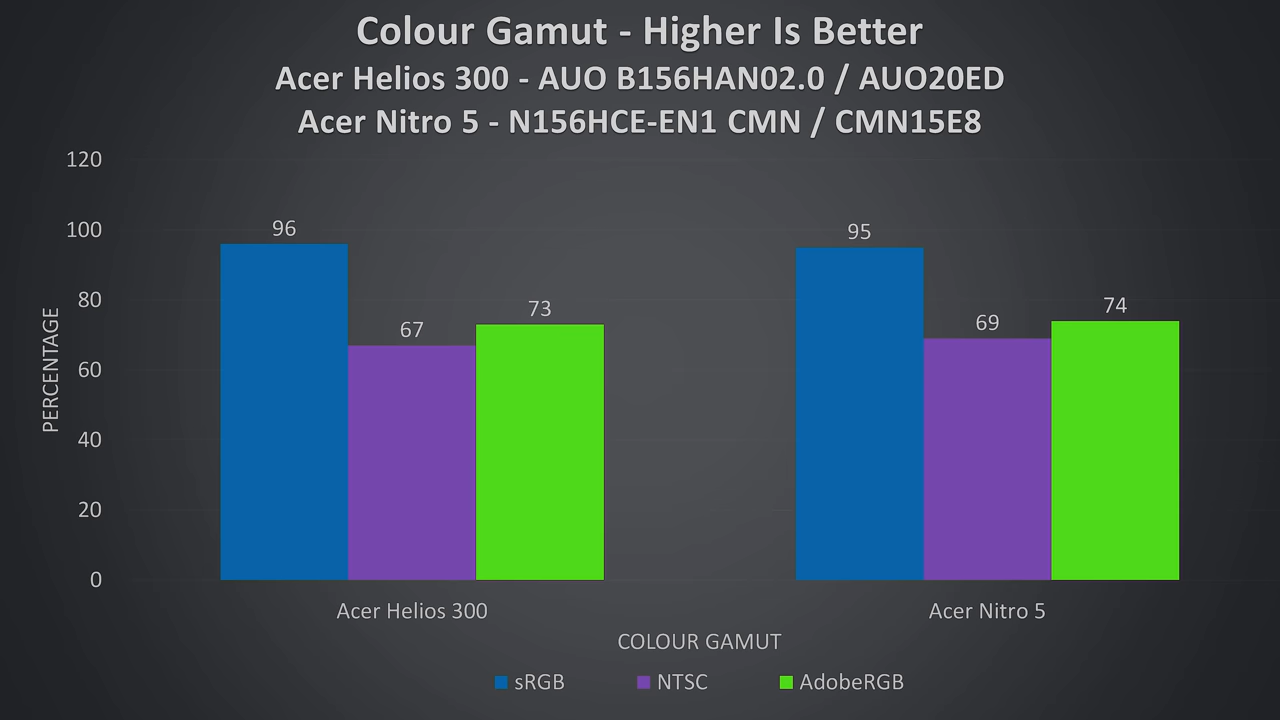 Colour Gamut - Higher Is Better
Acer Helios 300 - AUO B156HAN02.0 / AUO20ED
Acer Nitro 5 - N156HCE-EN1 CMN / CMN15E8
120
100
80
60
40
20
0
PERCENTAGE
96
67
73
95
69
74
Acer Helios 300
Acer Nitro 5
COLOUR GAMUT
sRGB
NTSC
AdobeRGB